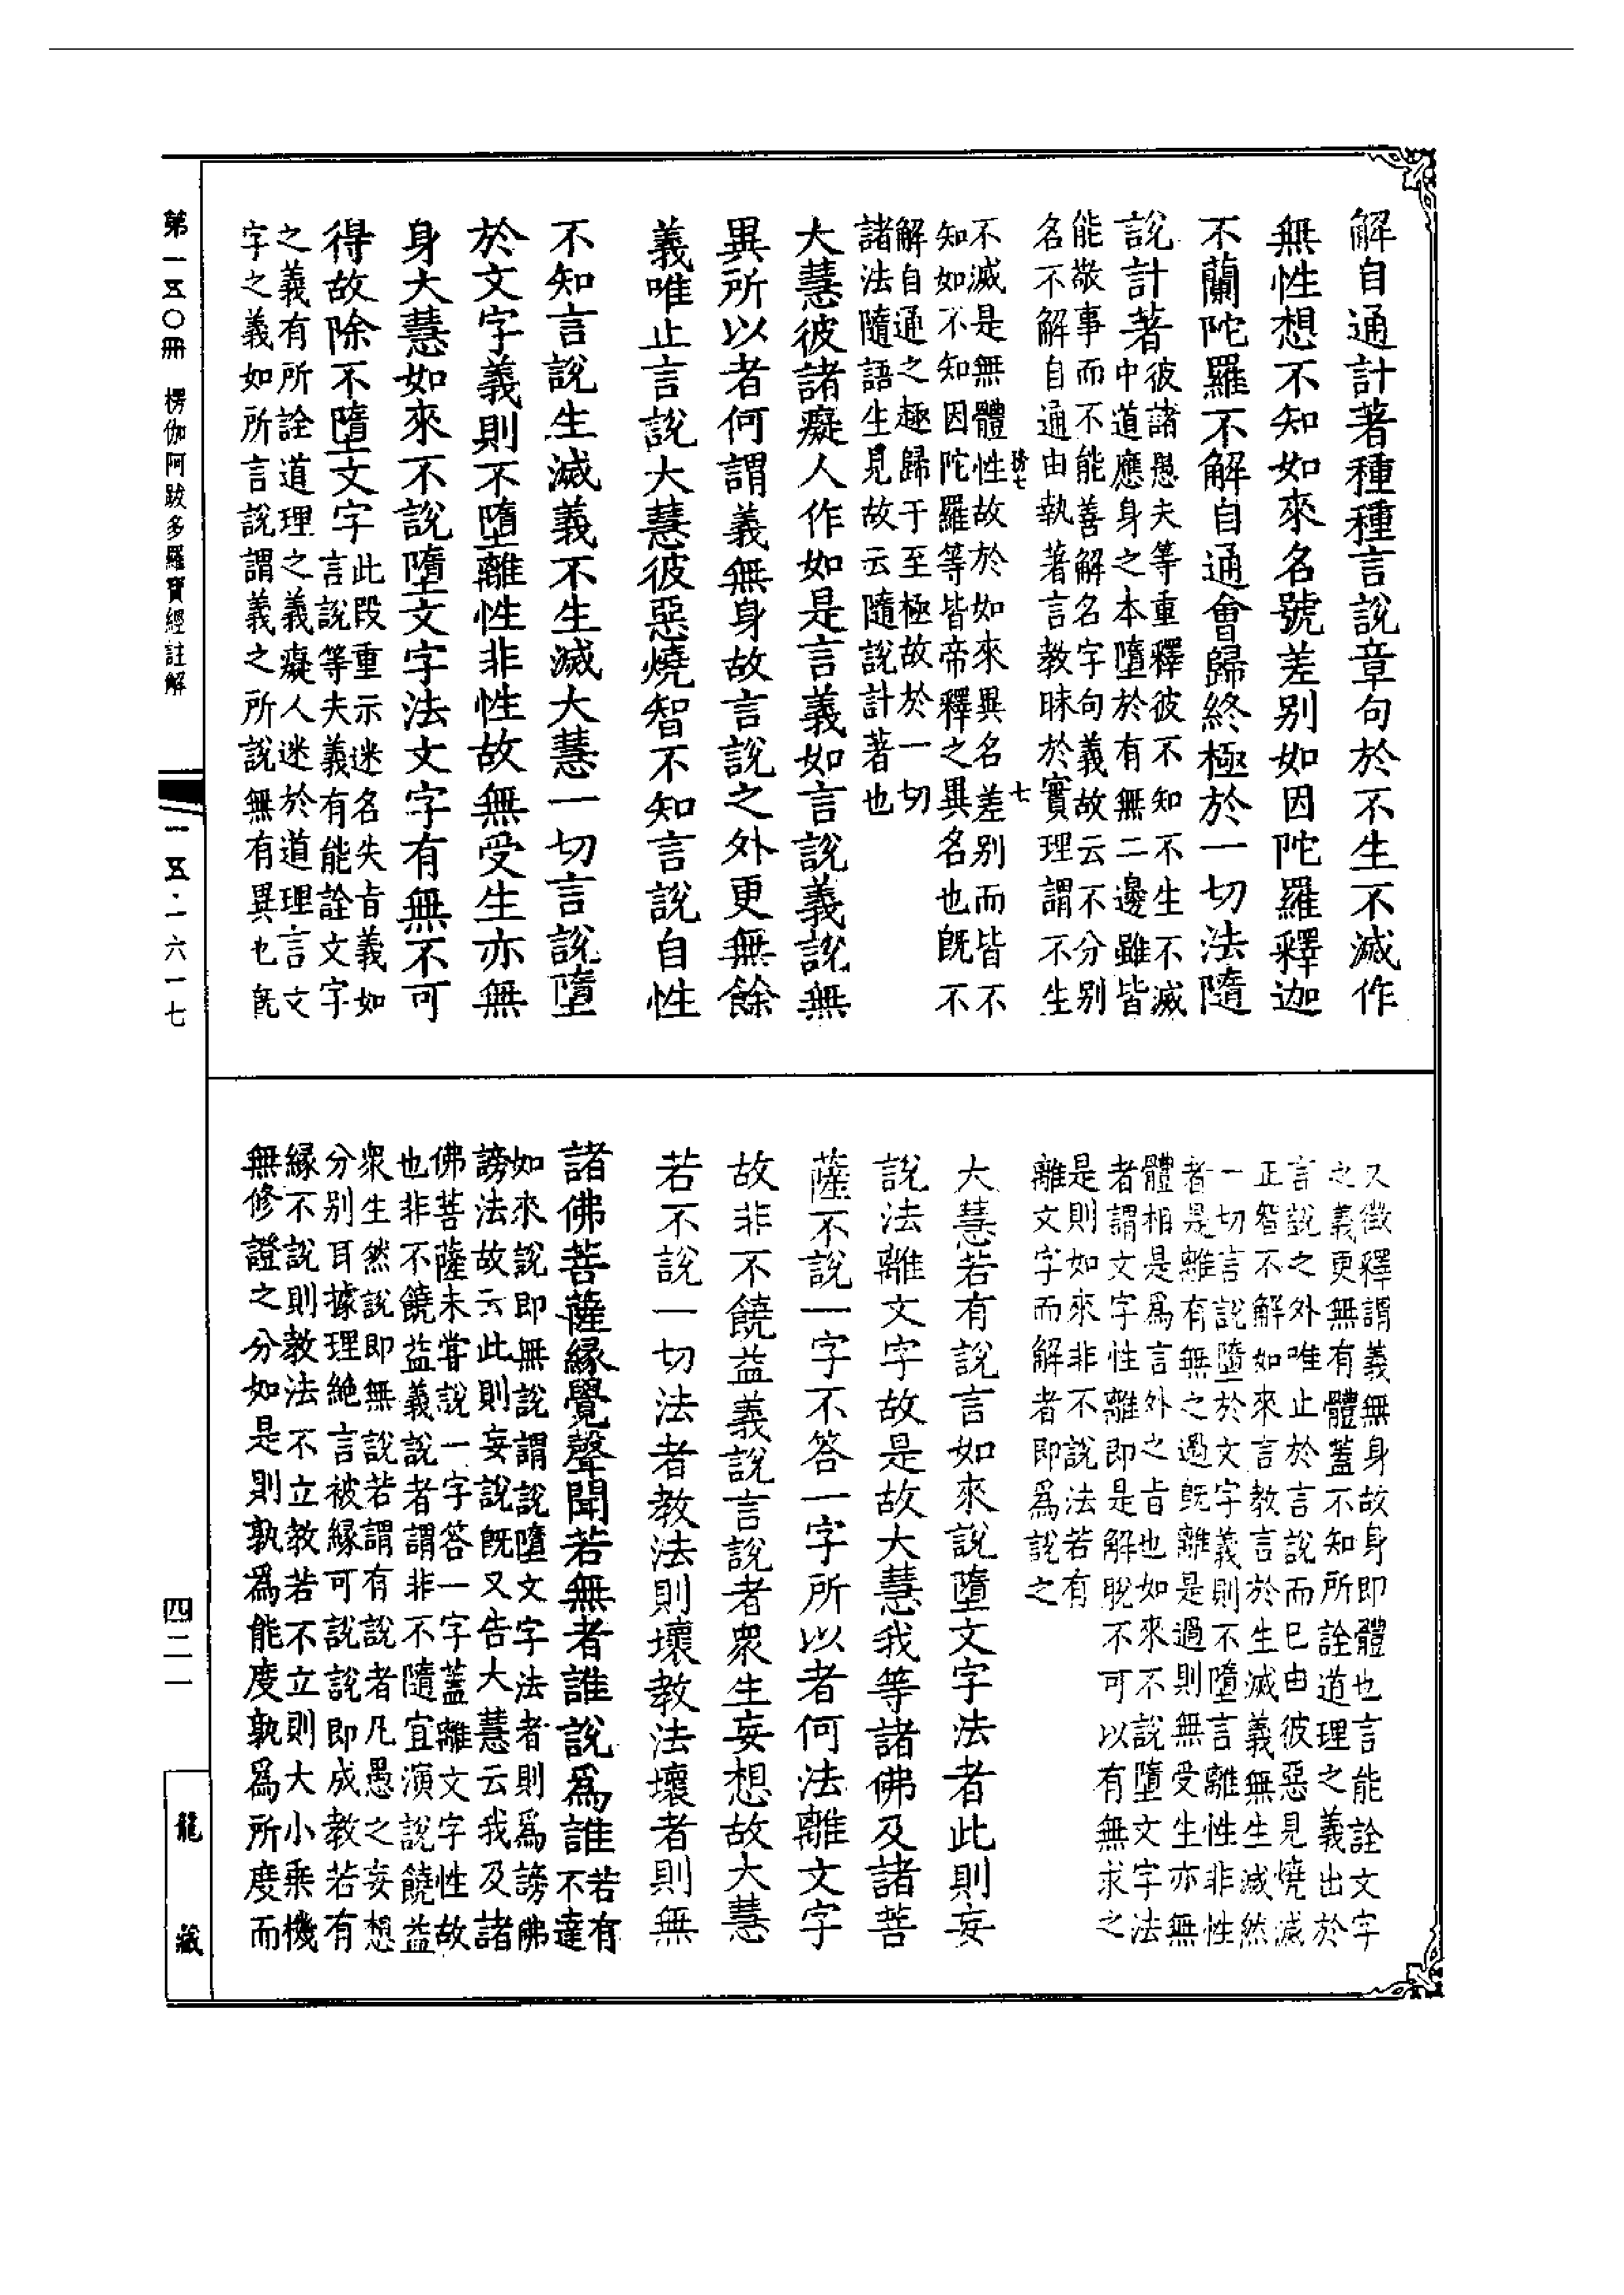 解自通計著種種言說章句於不生不滅作
無性想不知如來名號差别如因陀羅釋迦
不蘭陀羅不解自通會歸終極於一切法隨
說計著彼諸愚夫等重釋彼不知不生不滅
中道應身之本墮於有無二邊雖皆
能敬事而不能善解名字句義故云不分别
名不解自通由執著言教昧於實理謂不生
不滅是無體性故於如來異名差别而皆不
知如不知因陀羅等皆帝釋之異名也旣不
解自通之趣歸于至極故於一切
諸法隨語生見故云隨說計著也
大慧彼諸癡人作如是言義如言說義說無
異所以者何謂義無身故言說之外更無餘
義唯止言說大慧彼惡燒智不知言說自性
不知言說生滅義不生滅大慧一切言說墮
於文字義則不墮離性非性故無受生亦無
身大慧如來不說墮文字法文字有無不可
得故除不墮文字此段重示迷名失旨義如
言說等夫義有能詮文字
之義有所詮道理之義癡人迷於道理言文
字之義如所言說謂義之所說無有異也旣
又徵釋謂義無身故身即體也言能詮文字
之義更無有體蓋不知所詮道理之義出於
言說之外唯止於言說而已由彼惡見燒滅
正智不解如來言教言於生滅義無生滅然
一切言說墮於文字義則不墮言離性非性
者是離有無之過旣離是過則無受生亦無
體相是爲言外之旨也如來不說墮文字法
者謂文字性離即是解脫不可以有無求之
是則如來非不說法若有
離文字而解者即爲說之
大慧若有說言如來說墮文字法者此則妄
說法離文字故是故大慧我等諸佛及諸菩
薩不說一字不答一字所以者何法離文字
故非不饒益義說言說者衆生妄想故大慧
若不說一切法者教法則壞教法壞者則無
諸佛菩薩緣覺聲聞若無者誰說爲誰若有
不達
如來說即無說謂說墮文字法者則爲謗佛
謗法故云此則妄說旣又告大慧云我及諸
佛菩薩未嘗說一字答一字蓋離文字性故
也非不饒益義說者謂非不隨宜演說饒益
衆生然說即無說若謂有說者凡愚之妄想
分别耳據理絕言被緣可說說即成教若有
緣不說則教法不立教若不立則大小乘機
無修證之分如是則孰爲能度孰爲所度而
第一五〇冊　楞伽阿跋多羅寶經註解
一五·一六一七
四二一
龍藏